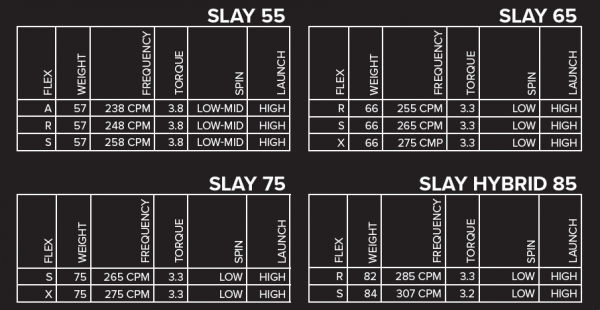 SLAY 55
FLEX WEIGHT FREQUENCY TORQUE SPIN LAUNCH
A 57 238 CPM 3.8 LOW-MID HIGH
R 57 248 CPM 3.8 LOW-MID HIGH
S 57 258 CPM 3.8 LOW-MID HIGH
SLAY 65
FLEX WEIGHT FREQUENCY TORQUE SPIN LAUNCH
R 66 255 CPM 3.3 LOW HIGH
S 66 265 CPM 3.3 LOW HIGH
X 66 275 CMP 3.3 LOW HIGH
SLAY 75
FLEX WEIGHT FREQUENCY TORQUE SPIN LAUNCH
S 75 265 CPM 3.3 LOW HIGH
X 75 275 CPM 3.3 LOW HIGH
SLAY HYBRID 85
FLEX WEIGHT FREQUENCY TORQUE SPIN LAUNCH
R 82 285 CPM 3.3 LOW HIGH
S 84 307 CPM 3.2 LOW HIGH